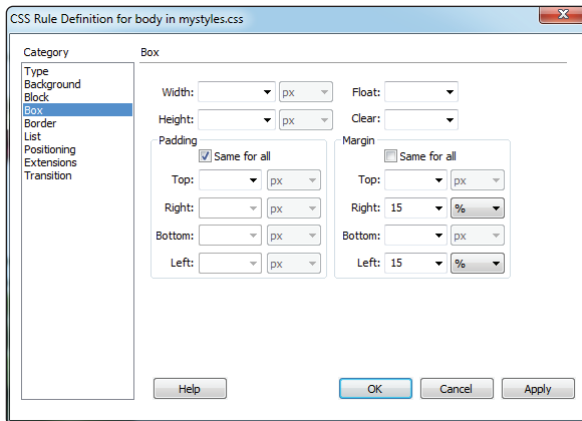 CSS Rule Definition for body in mystyles.css
Category
Type
Background
Block
Box
Border
List
Positioning
Extensions
Transition
Box
Width: px Float:
Height: px Clear:
Padding Margin
Same for all Same for all
Top: px Top: px
Right: px Right: 15 %
Bottom: px Bottom: px
Left: px Left: 15 %
Help OK Cancel Apply